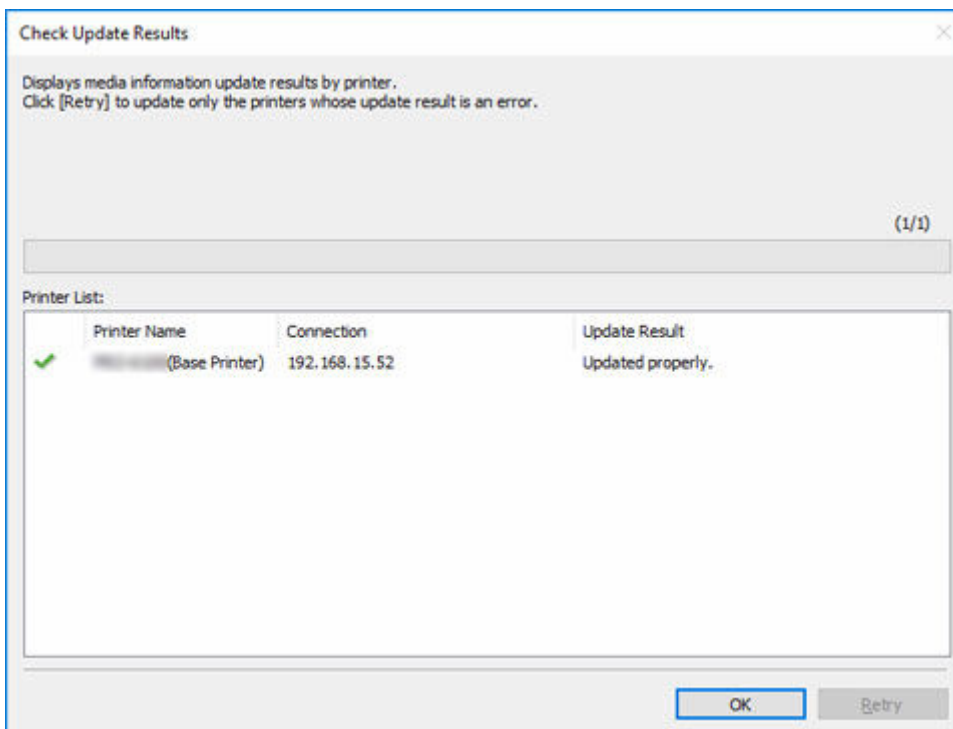 Check Update Results
Displays media information update results by printer.
Click [Retry] to update only the printers whose update result is an error.
(1/1)
Printer List:
Printer Name Connection Update Result
(Base Printer) 192.168.15.52 Updated properly.
OK Retry